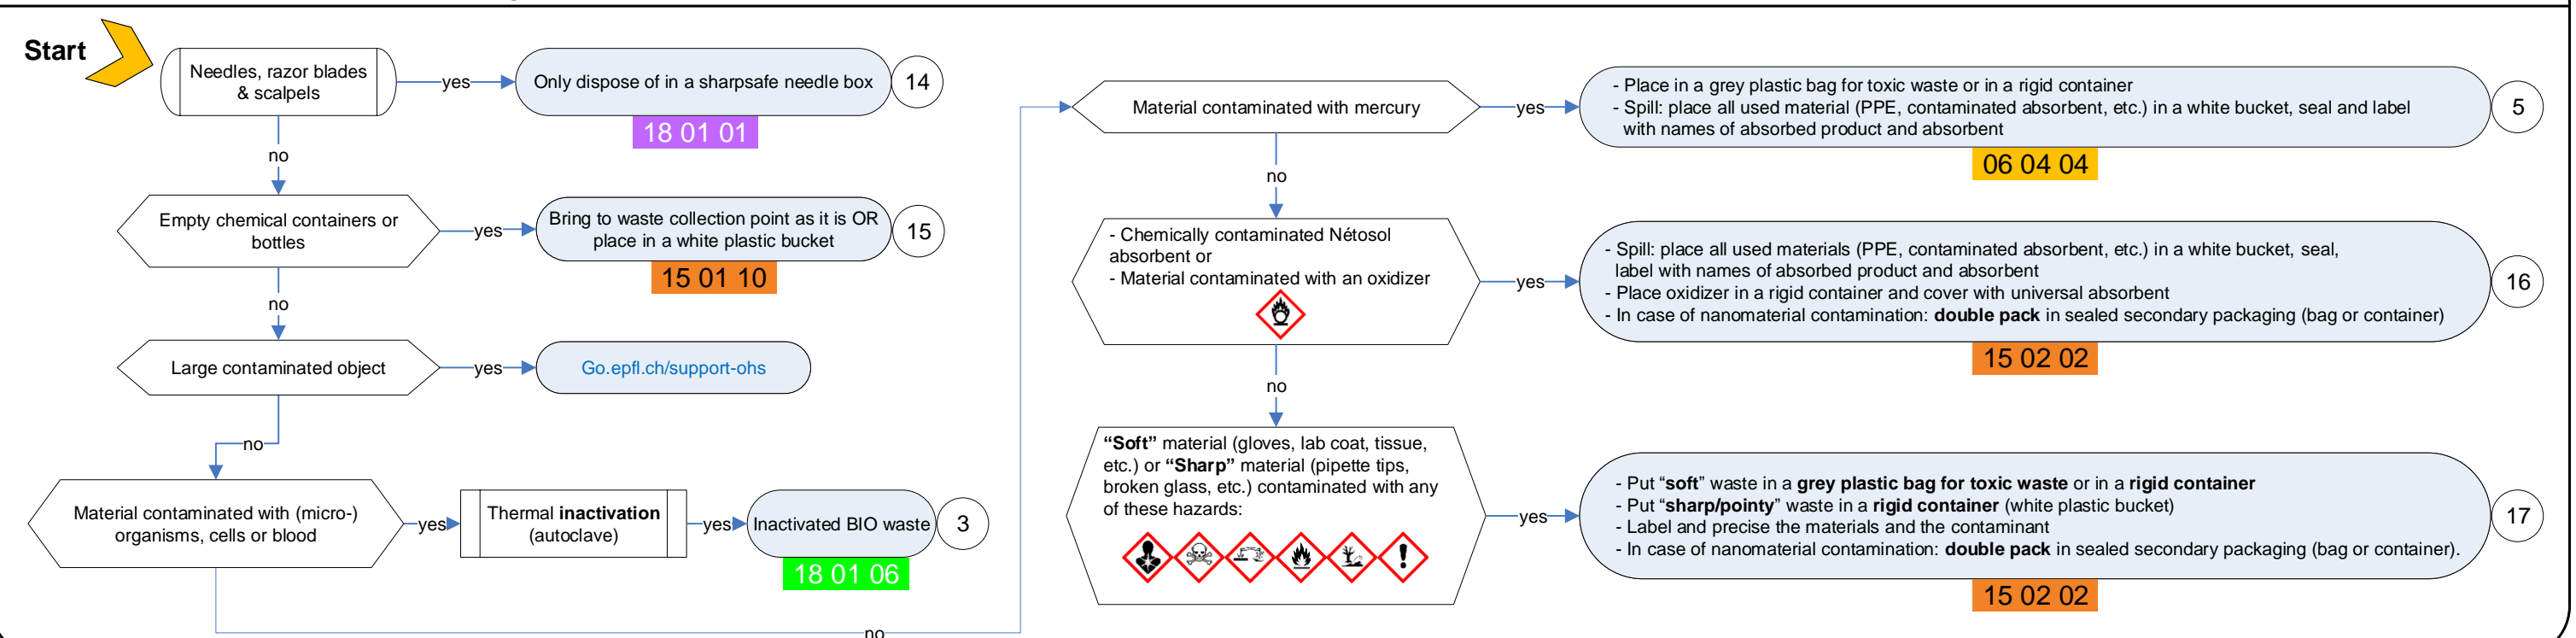 Start
Needles, razor blades
& scalpels
yes
Only dispose of in a sharpsafe needle box
14
18 01 01
no
Empty chemical containers or
bottles
yes
Bring to waste collection point as it is OR
place in a white plastic bucket
15
15 01 10
no
Large contaminated object
yes
Go.epfl.ch/support-ohs
no
Material contaminated with (micro-)
organisms, cells or blood
yes
Thermal inactivation
(autoclave)
yes
Inactivated BIO waste
3
18 01 06
no
Material contaminated with mercury
yes
- Place in a grey plastic bag for toxic waste or in a rigid container
- Spill: place all used material (PPE, contaminated absorbent, etc.) in a white bucket, seal and label
with names of absorbed product and absorbent
5
06 04 04
no
- Chemically contaminated Nétosol
absorbent or
- Material contaminated with an oxidizer
yes
- Spill: place all used materials (PPE, contaminated absorbent, etc.) in a white bucket, seal,
label with names of absorbed product and absorbent
- Place oxidizer in a rigid container and cover with universal absorbent
- In case of nanomaterial contamination: double pack in sealed secondary packaging (bag or container)
16
15 02 02
no
“Soft” material (gloves, lab coat, tissue,
etc.) or “Sharp” material (pipette tips,
broken glass, etc.) contaminated with any
of these hazards:
yes
- Put “soft” waste in a grey plastic bag for toxic waste or in a rigid container
- Put “sharp/pointy” waste in a rigid container (white plastic bucket)
- Label and precise the materials and the contaminant
- In case of nanomaterial contamination: double pack in sealed secondary packaging (bag or container).
17
15 02 02